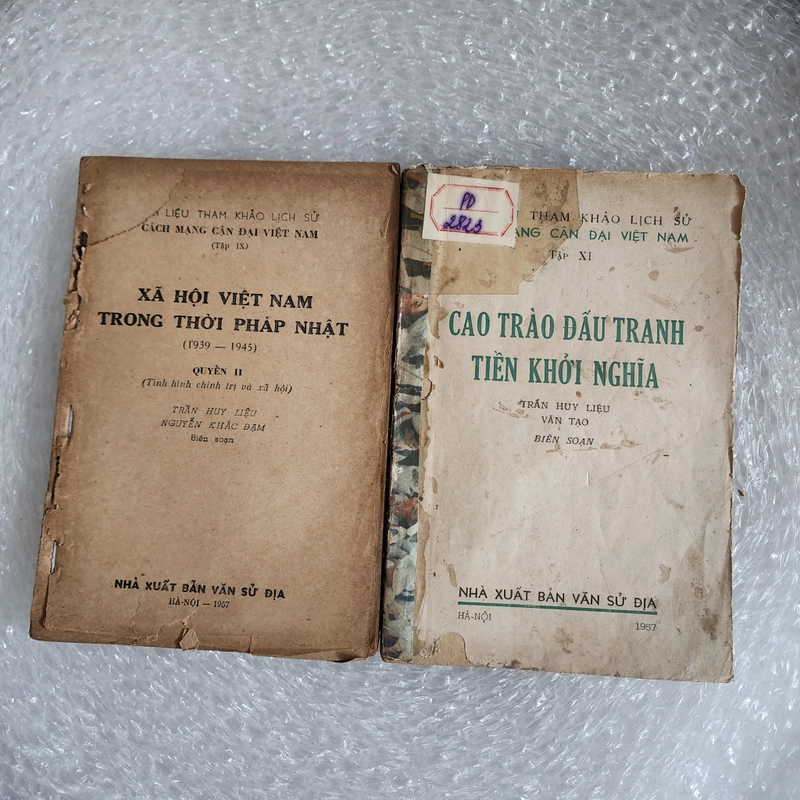 LIỆU THAM KHẢO LỊCH SỬ
CÁCH MẠNG CẬN ĐẠI VIỆT NAM
(Tập IX)
XÃ HỘI VIỆT NAM
TRONG THỜI PHÁP NHẬT
(1939 — 1945)
QUYỂN II
(Tình hình chính trị và xã hội)
TRẦN HUY LIỆU
NGUYỄN KHẮC ĐẠM
Biên soạn
NHÀ XUẤT BẢN VĂN SỬ ĐỊA
HÀ-NỘI — 1957
PD
2823
THAM KHẢO LỊCH SỬ
MẠNG CẬN ĐẠI VIỆT NAM
TẬP XI
CAO TRÀO ĐẤU TRANH
TIỀN KHỞI NGHĨA
TRẦN HUY LIỆU
VĂN TẠO
BIÊN SOẠN
NHÀ XUẤT BẢN VĂN SỬ ĐỊA
HÀ-NỘI 1957